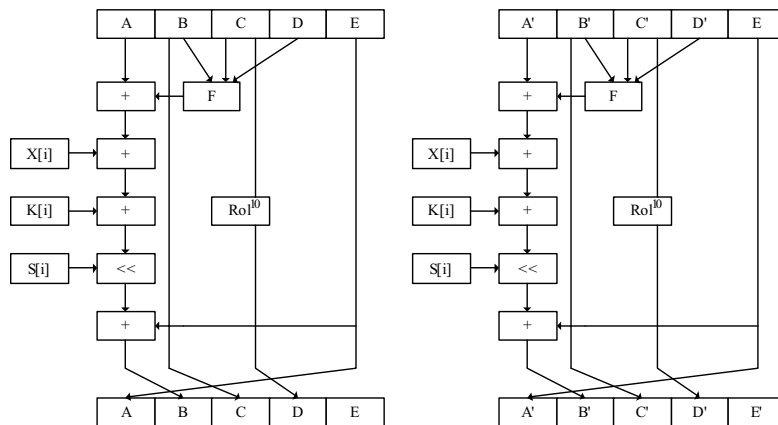 A B C D E A' B' C' D' E
+ F + F
X[i] + X[i] +
K[i] + Rol10 K[i] + Rol10
S[i] << S[i] <<
+ +
A B C D E A' B' C' D' E'